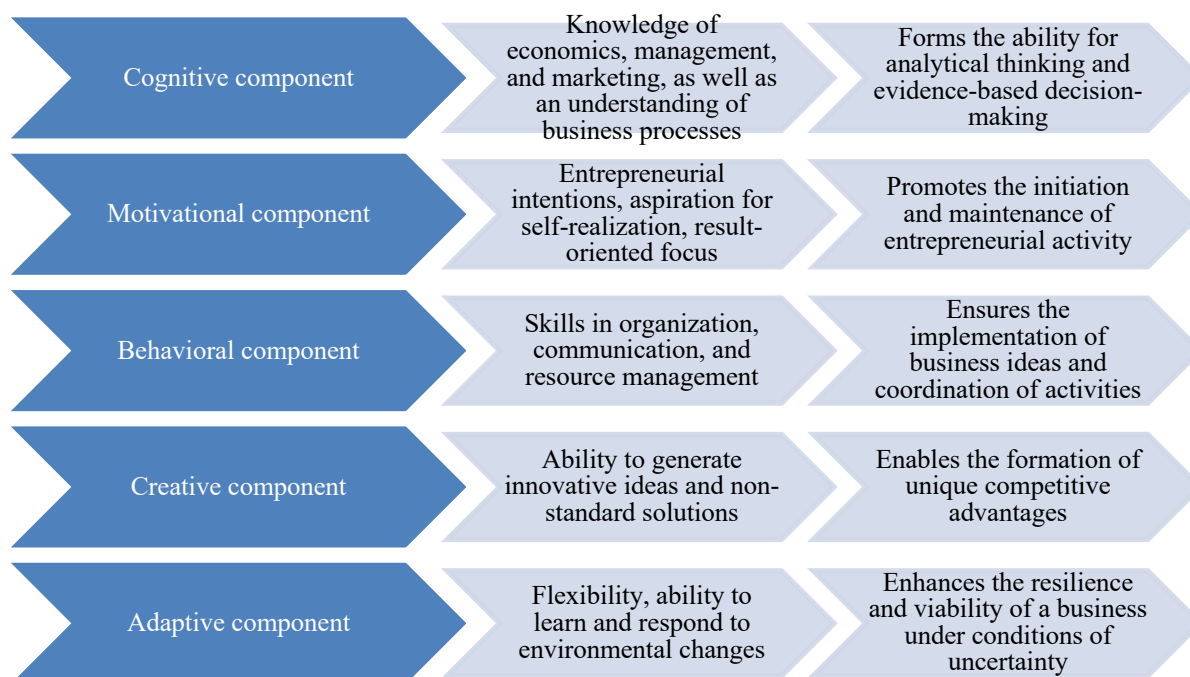 Cognitive component
Knowledge of
economics, management,
and marketing, as well as
an understanding of
business processes
Forms the ability for
analytical thinking and
evidence-based decision-
making
Motivational component
Entrepreneurial
intentions, aspiration for
self-realization, result-
oriented focus
Promotes the initiation
and maintenance of
entrepreneurial activity
Behavioral component
Skills in organization,
communication, and
resource management
Ensures the
implementation of
business ideas and
coordination of activities
Creative component
Ability to generate
innovative ideas and non-
standard solutions
Enables the formation of
unique competitive
advantages
Adaptive component
Flexibility, ability to
learn and respond to
environmental changes
Enhances the resilience
and viability of a business
under conditions of
uncertainty